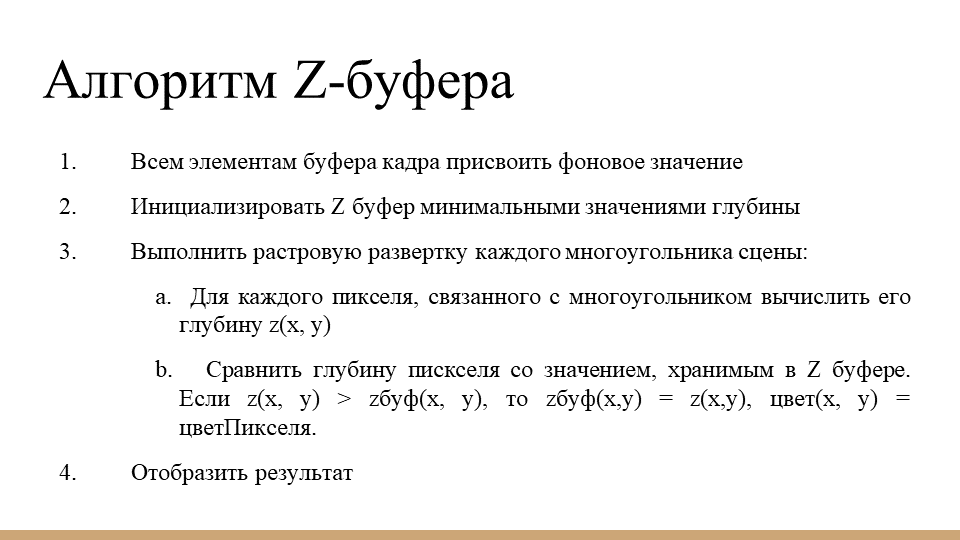 Алгоритм Z-буфера
1. Всем элементам буфера кадра присвоить фоновое значение
2. Инициализировать Z буфер минимальными значениями глубины
3. Выполнить растровую развертку каждого многоугольника сцены:
a. Для каждого пикселя, связанного с многоугольником вычислить его
глубину z(x, y)
b. Сравнить глубину пискселя со значением, хранимым в Z буфере.
Если z(x, y) > zбуф(x, y), то zбуф(x,y) = z(x,y), цвет(x, y) =
цветПикселя.
4. Отобразить результат